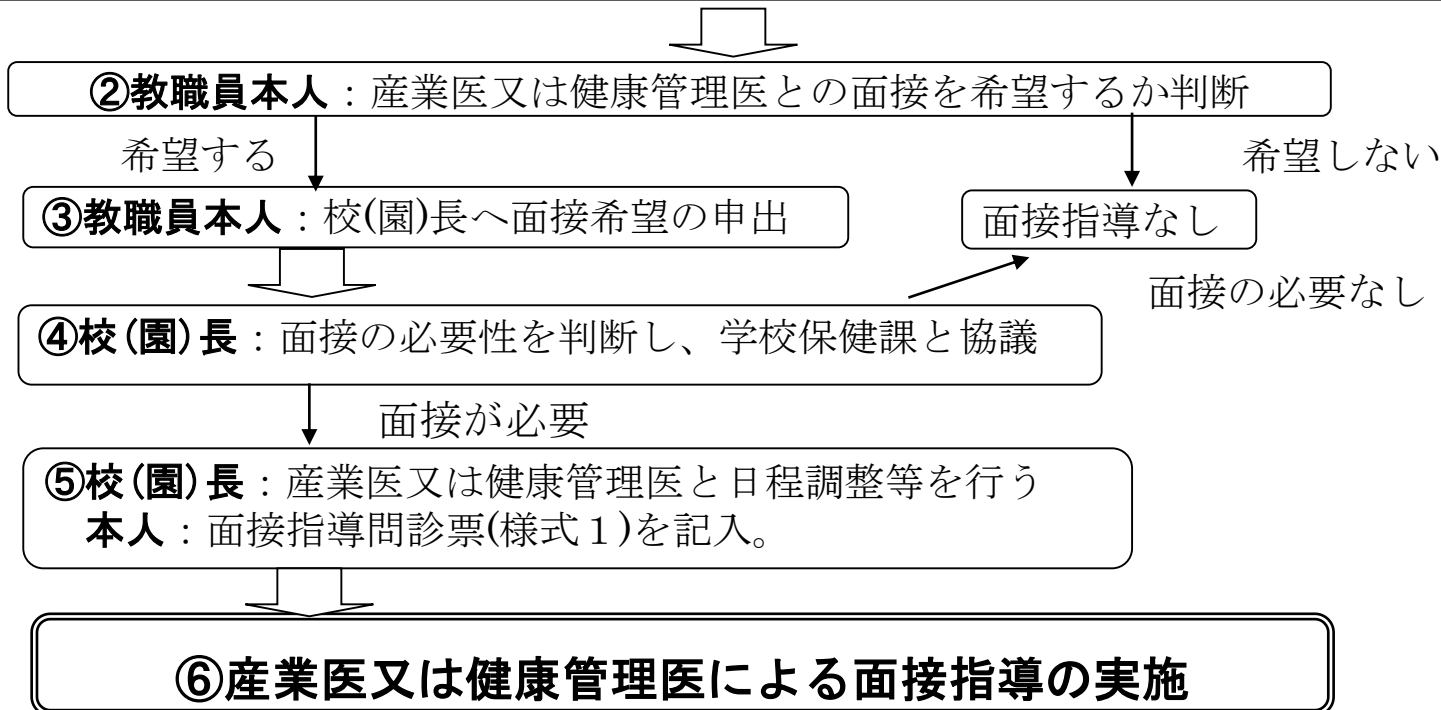 ②教職員本人：産業医又は健康管理医との面接を希望するか判断
希望する
希望しない
③教職員本人：校(園)長へ面接希望の申出
面接指導なし
面接の必要なし
④校(園)長：面接の必要性を判断し、学校保健課と協議
面接が必要
⑤校(園)長：産業医又は健康管理医と日程調整等を行う
本人：面接指導問診票(様式１)を記入。
⑥産業医又は健康管理医による面接指導の実施